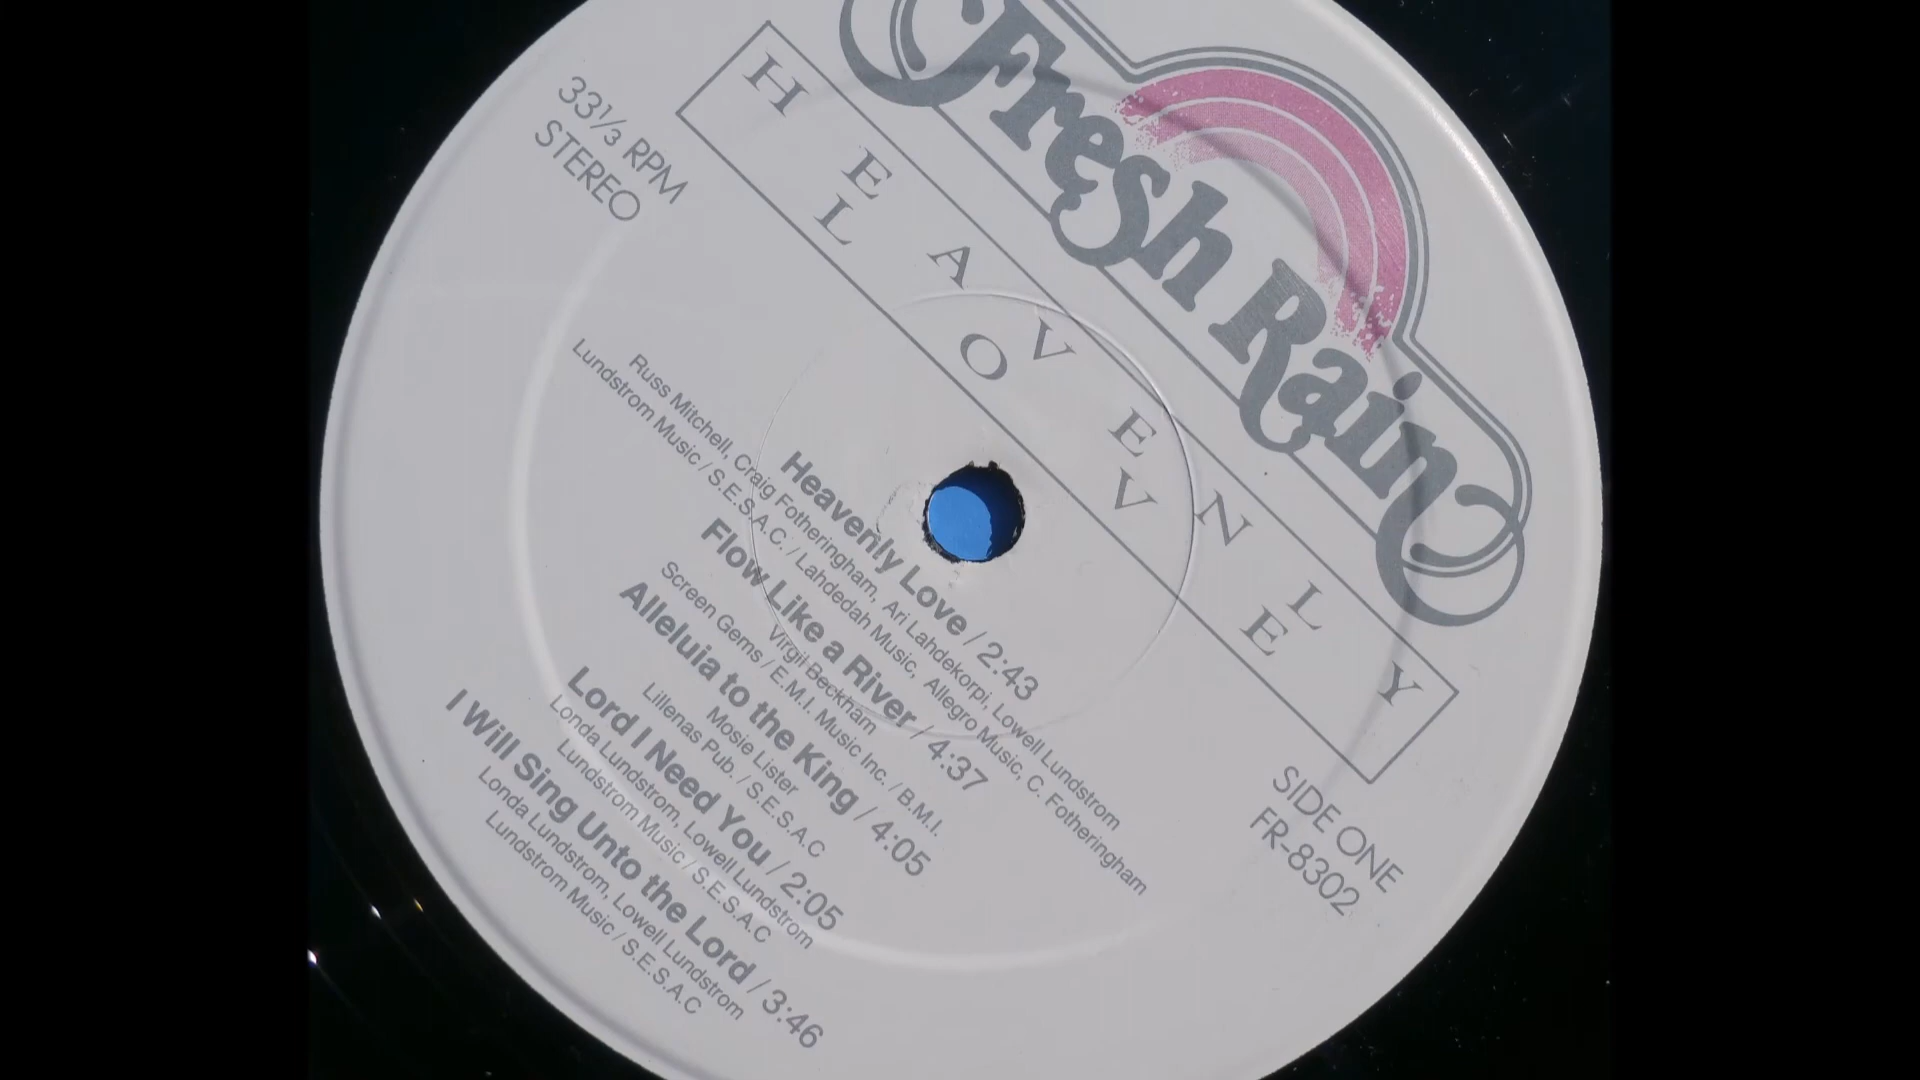 Fresh Rain
HEAVENLY
LOVE
33⅓ RPM
STEREO
SIDE ONE
FR-8302
Heavenly Love / 2:43
Russ Mitchell, Craig Fotheringham, Ari Lahdekorpi, Lowell Lundstrom
Lundstrom Music / S.E.S.A.C. / Lahdedah Music, Allegro Music, C. Fotheringham
Flow Like a River / 4:37
Virgil Beckham
Screen Gems / E.M.I. Music Inc. / B.M.I.
Alleluia to the King / 4:05
Mosie Lister
Lillenas Pub. / S.E.S.A.C
Lord I Need You / 2:05
Londa Lundstrom, Lowell Lundstrom
Lundstrom Music / S.E.S.A.C
I Will Sing Unto the Lord / 3:46
Londa Lundstrom, Lowell Lundstrom
Lundstrom Music / S.E.S.A.C